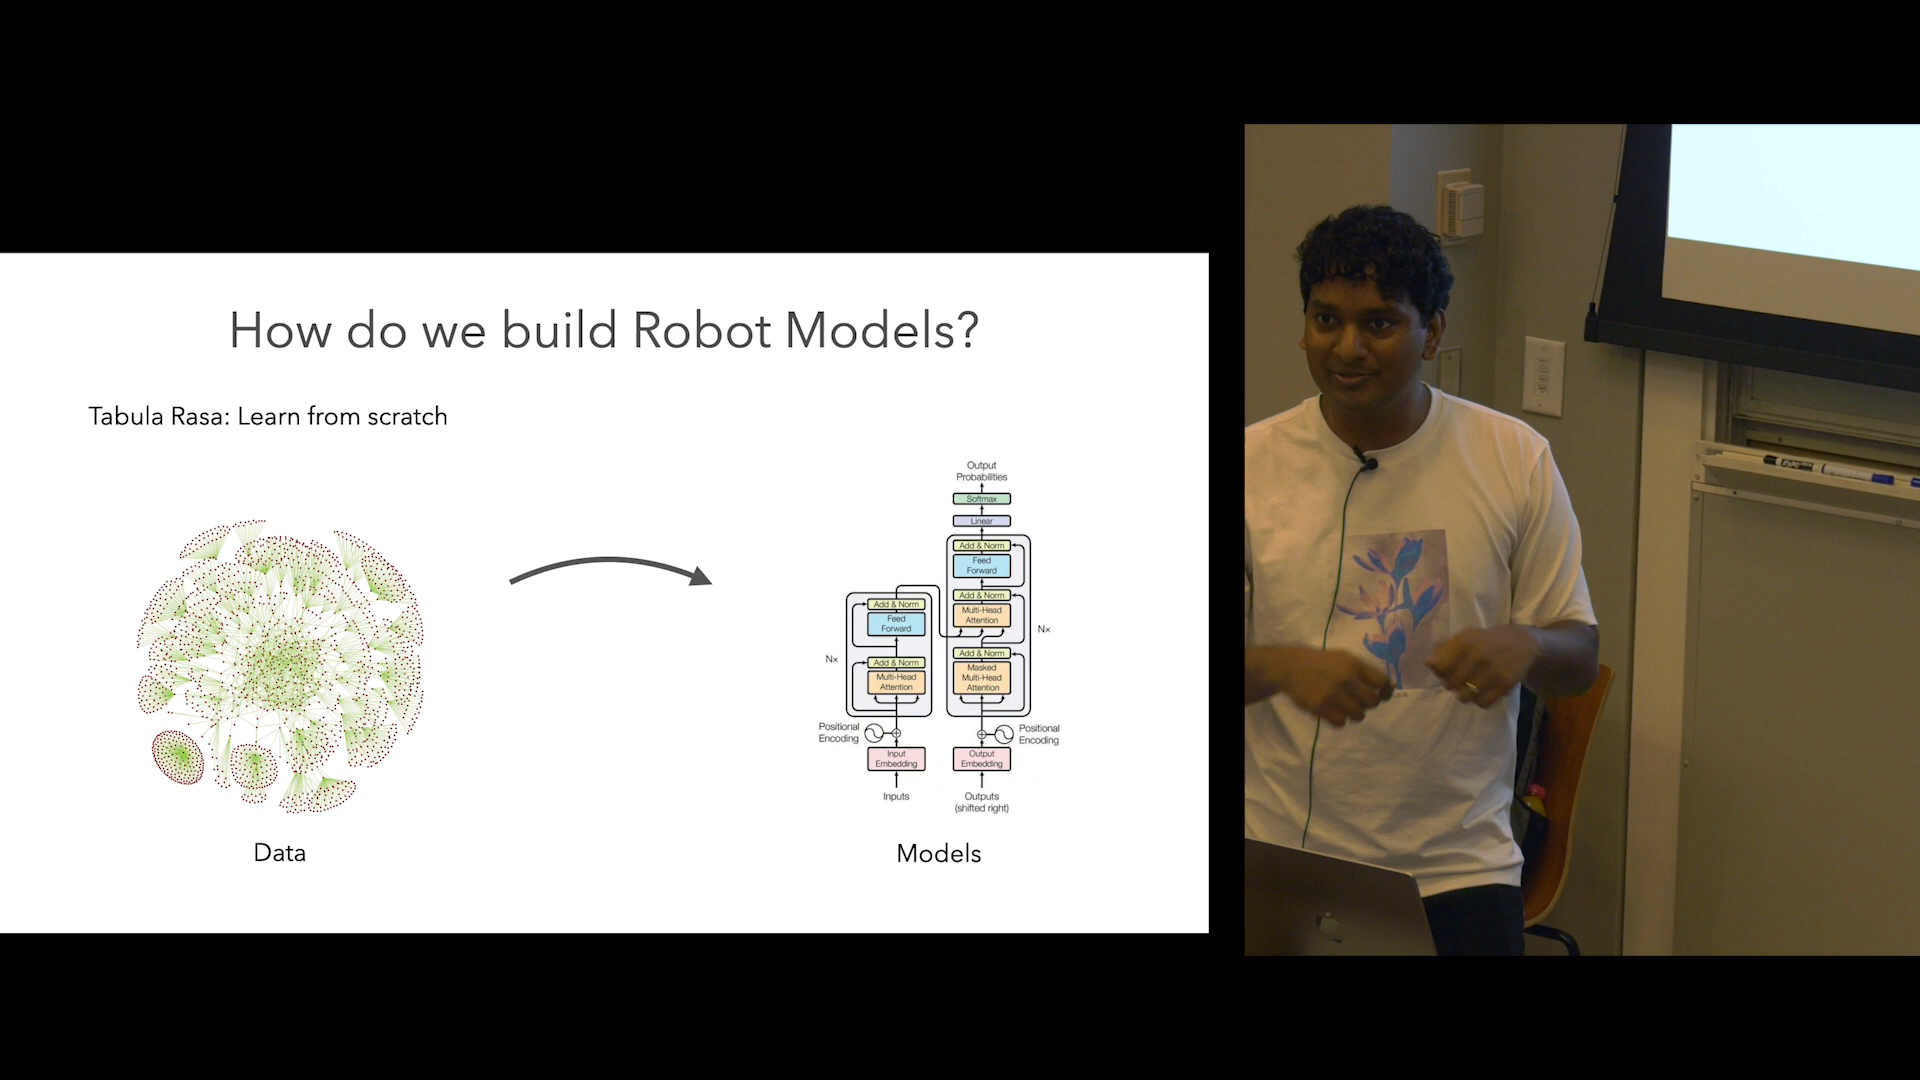 How do we build Robot Models?
Tabula Rasa: Learn from scratch
Data
Output
Probabilities
Softmax
Linear
Add & Norm
Feed
Forward
Add & Norm
Multi-Head
Attention
Nx
Add & Norm
Masked
Multi-Head
Attention
Add & Norm
Feed
Forward
Nx
Add & Norm
Multi-Head
Attention
Positional
Encoding
Positional
Encoding
Input
Embedding
Output
Embedding
Inputs
Outputs
(shifted right)
Models